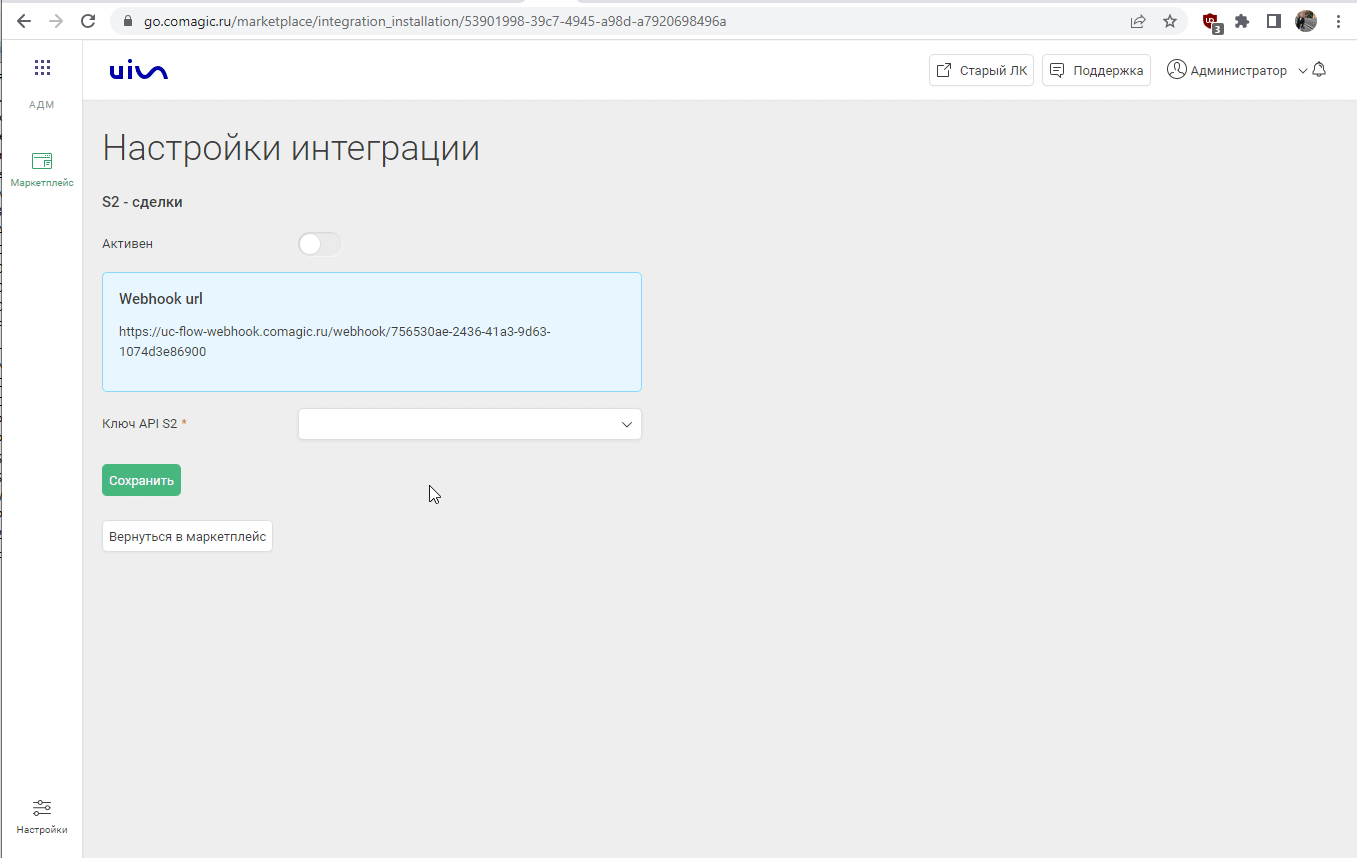 go.comagic.ru/marketplace/integration_installation/53901998-39c7-4945-a98d-a7920698496a
3
uis
Старый ЛК
Поддержка
Администратор
АДМ
Маркетплейс
Настройки интеграции
S2 - сделки
Активен
Webhook url
https://uc-flow-webhook.comagic.ru/webhook/756530ae-2436-41a3-9d63-
1074d3e86900
Ключ API S2 *
Сохранить
Вернуться в маркетплейс
Настройки